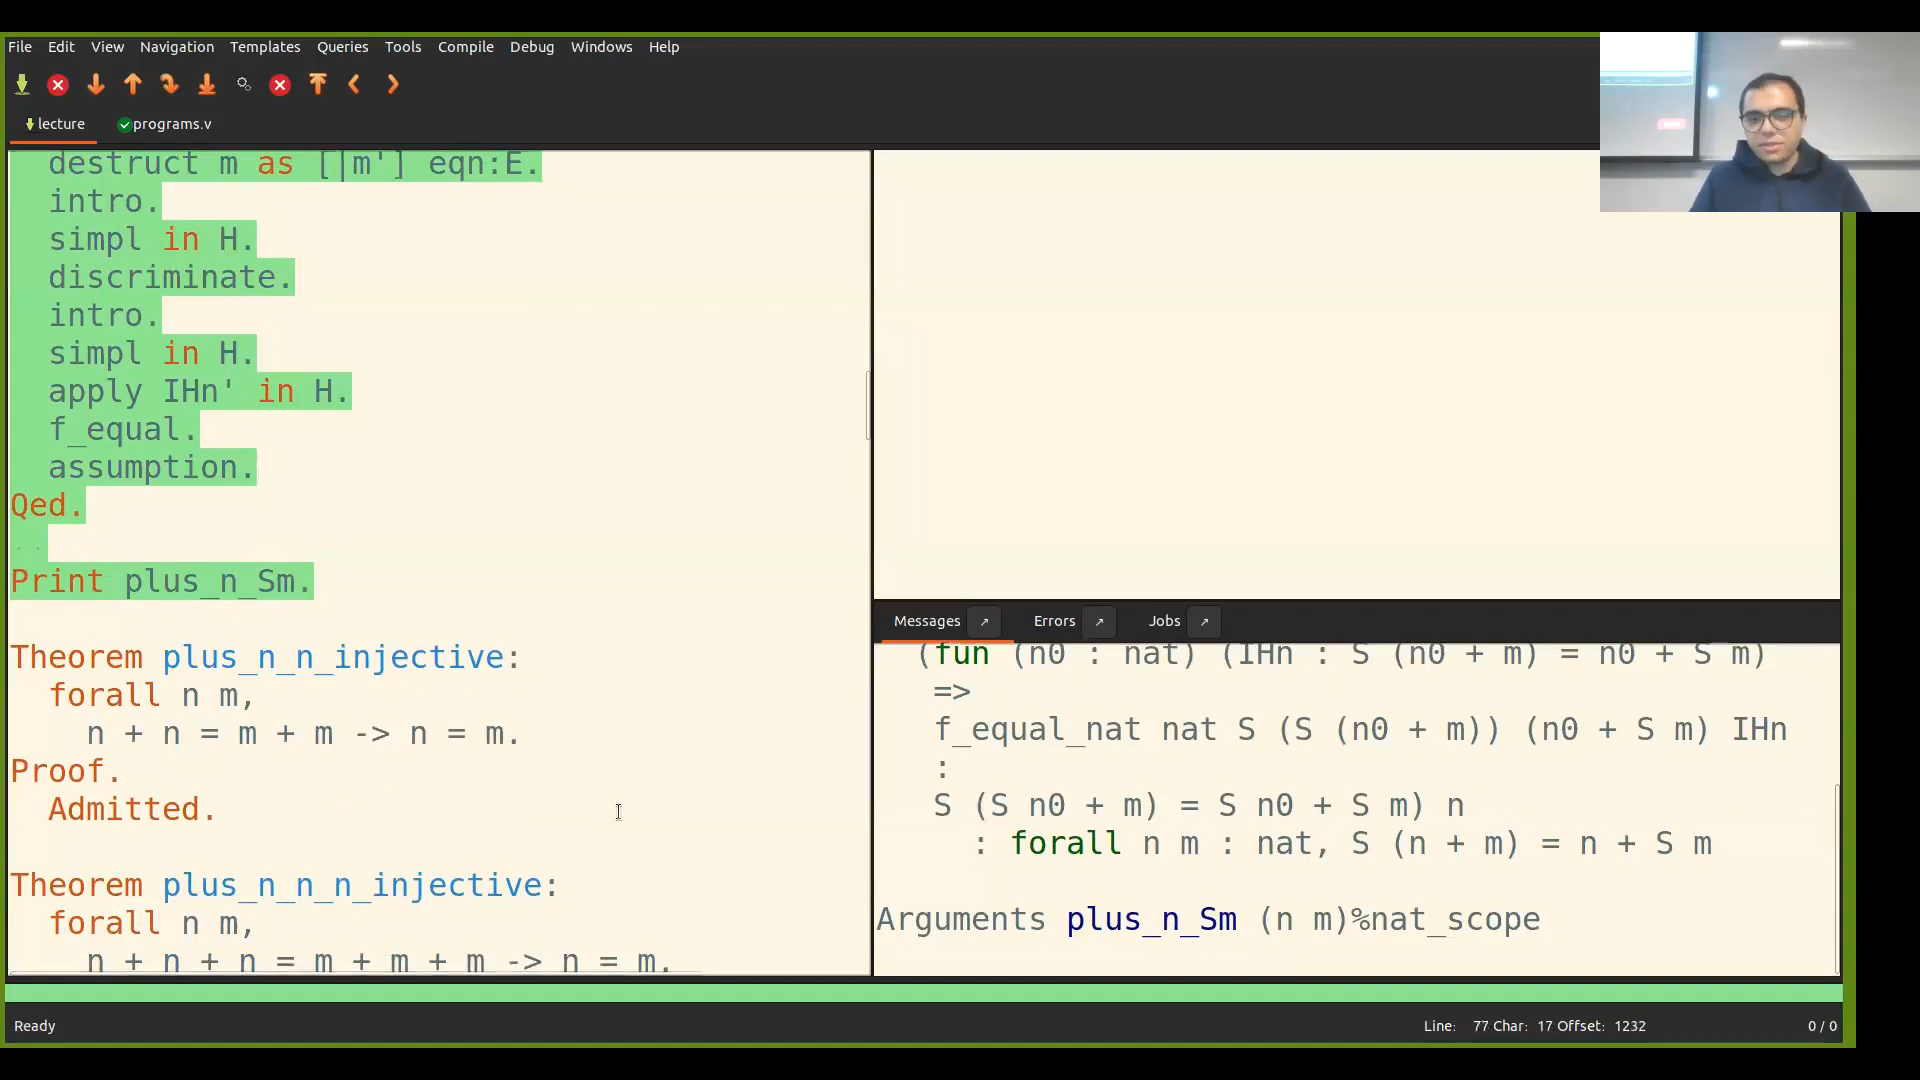 File Edit View Navigation Templates Queries Tools Compile Debug Windows Help
lecture programs.v
destruct m as [|m'] eqn:E.
intro.
simpl in H.
discriminate.
intro.
simpl in H.
apply IHn' in H.
f_equal.
assumption.
Qed.
Print plus_n_Sm.
Theorem plus_n_n_injective:
forall n m,
n + n = m + m -> n = m.
Proof.
Admitted.
Theorem plus_n_n_n_injective:
forall n m,
n + n + n = m + m + m -> n = m.
Messages Errors Jobs
(fun (n0 : nat) (IHn : S (n0 + m) = n0 + S m)
=>
f_equal_nat nat S (S (n0 + m)) (n0 + S m) IHn
:
S (S n0 + m) = S n0 + S m) n
: forall n m : nat, S (n + m) = n + S m
Arguments plus_n_Sm (n m)%nat_scope
Ready
Line: 77 Char: 17 Offset: 1232 0 / 0